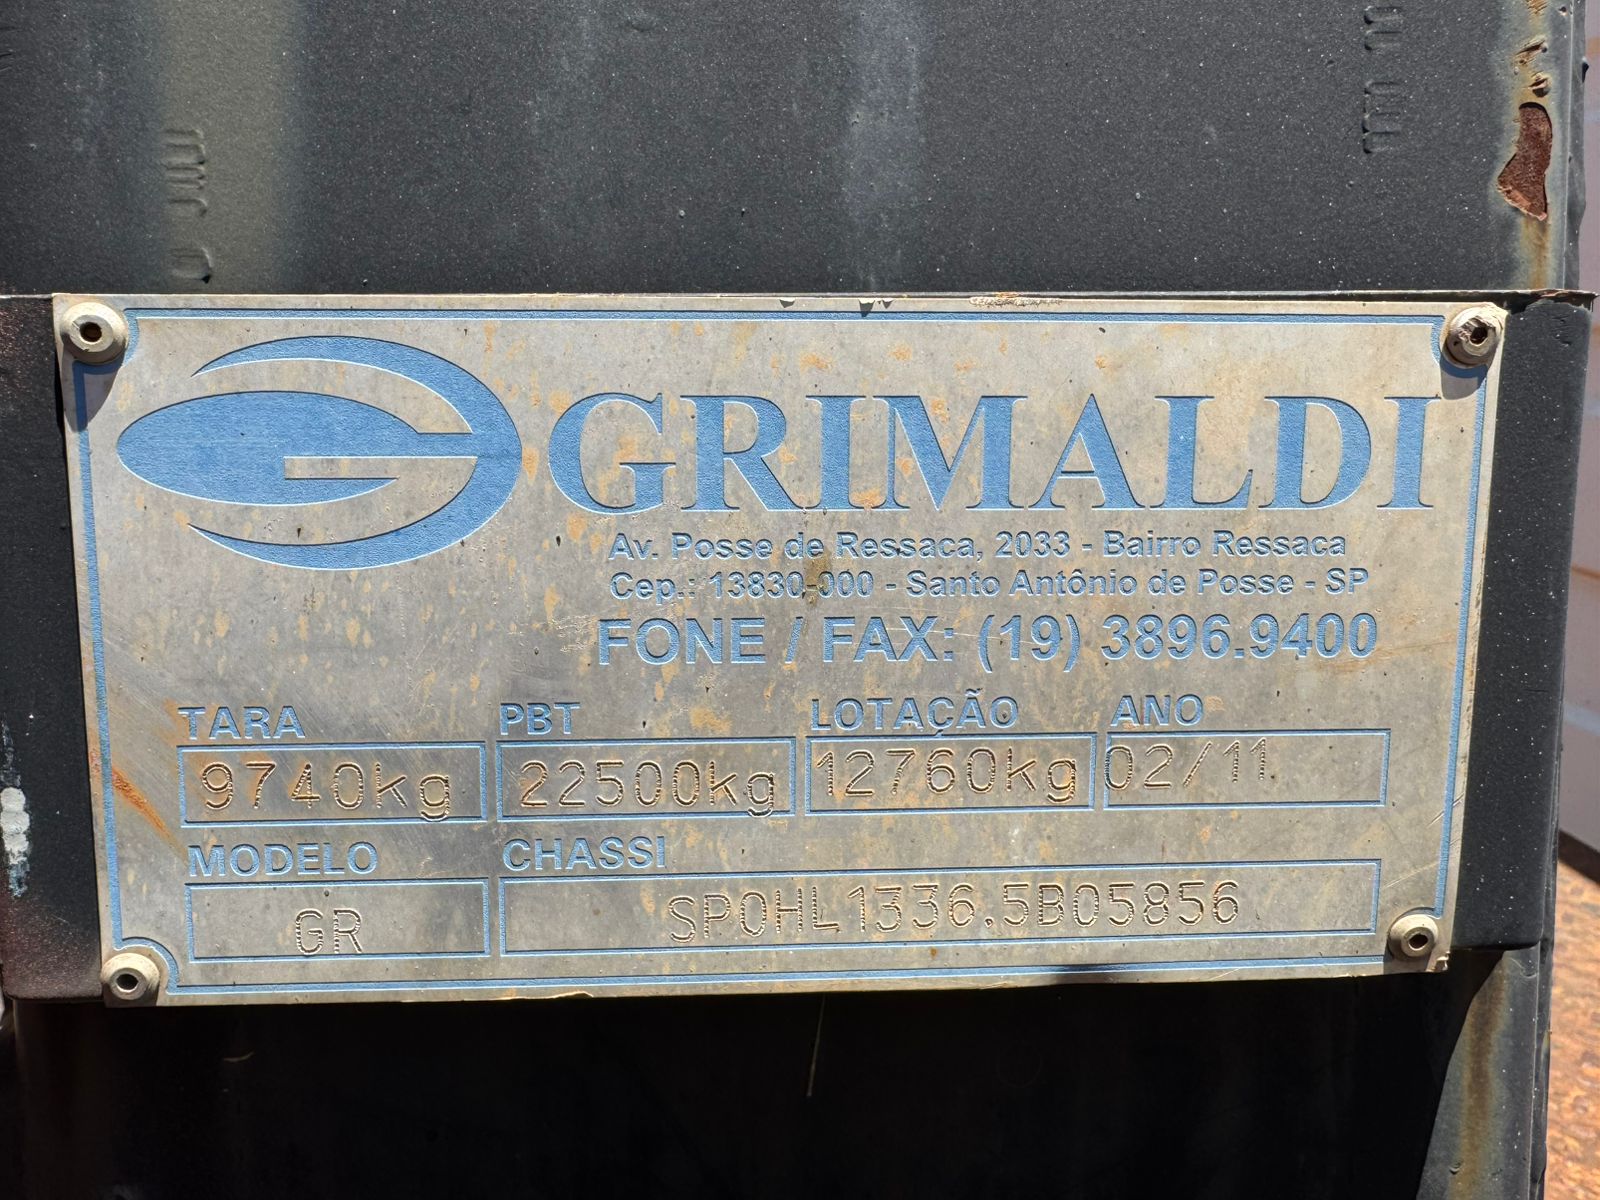 GRIMALDI
Av. Posse de Ressaca, 2033 - Bairro Ressaca
Cep.: 13830-000 - Santo Antônio de Posse - SP
FONE / FAX: (19) 3896.9400
TARA PBT LOTAÇÃO ANO
9740kg 22500kg 12760kg 02/11
MODELO CHASSI
GR SPOHL1336.5B05856